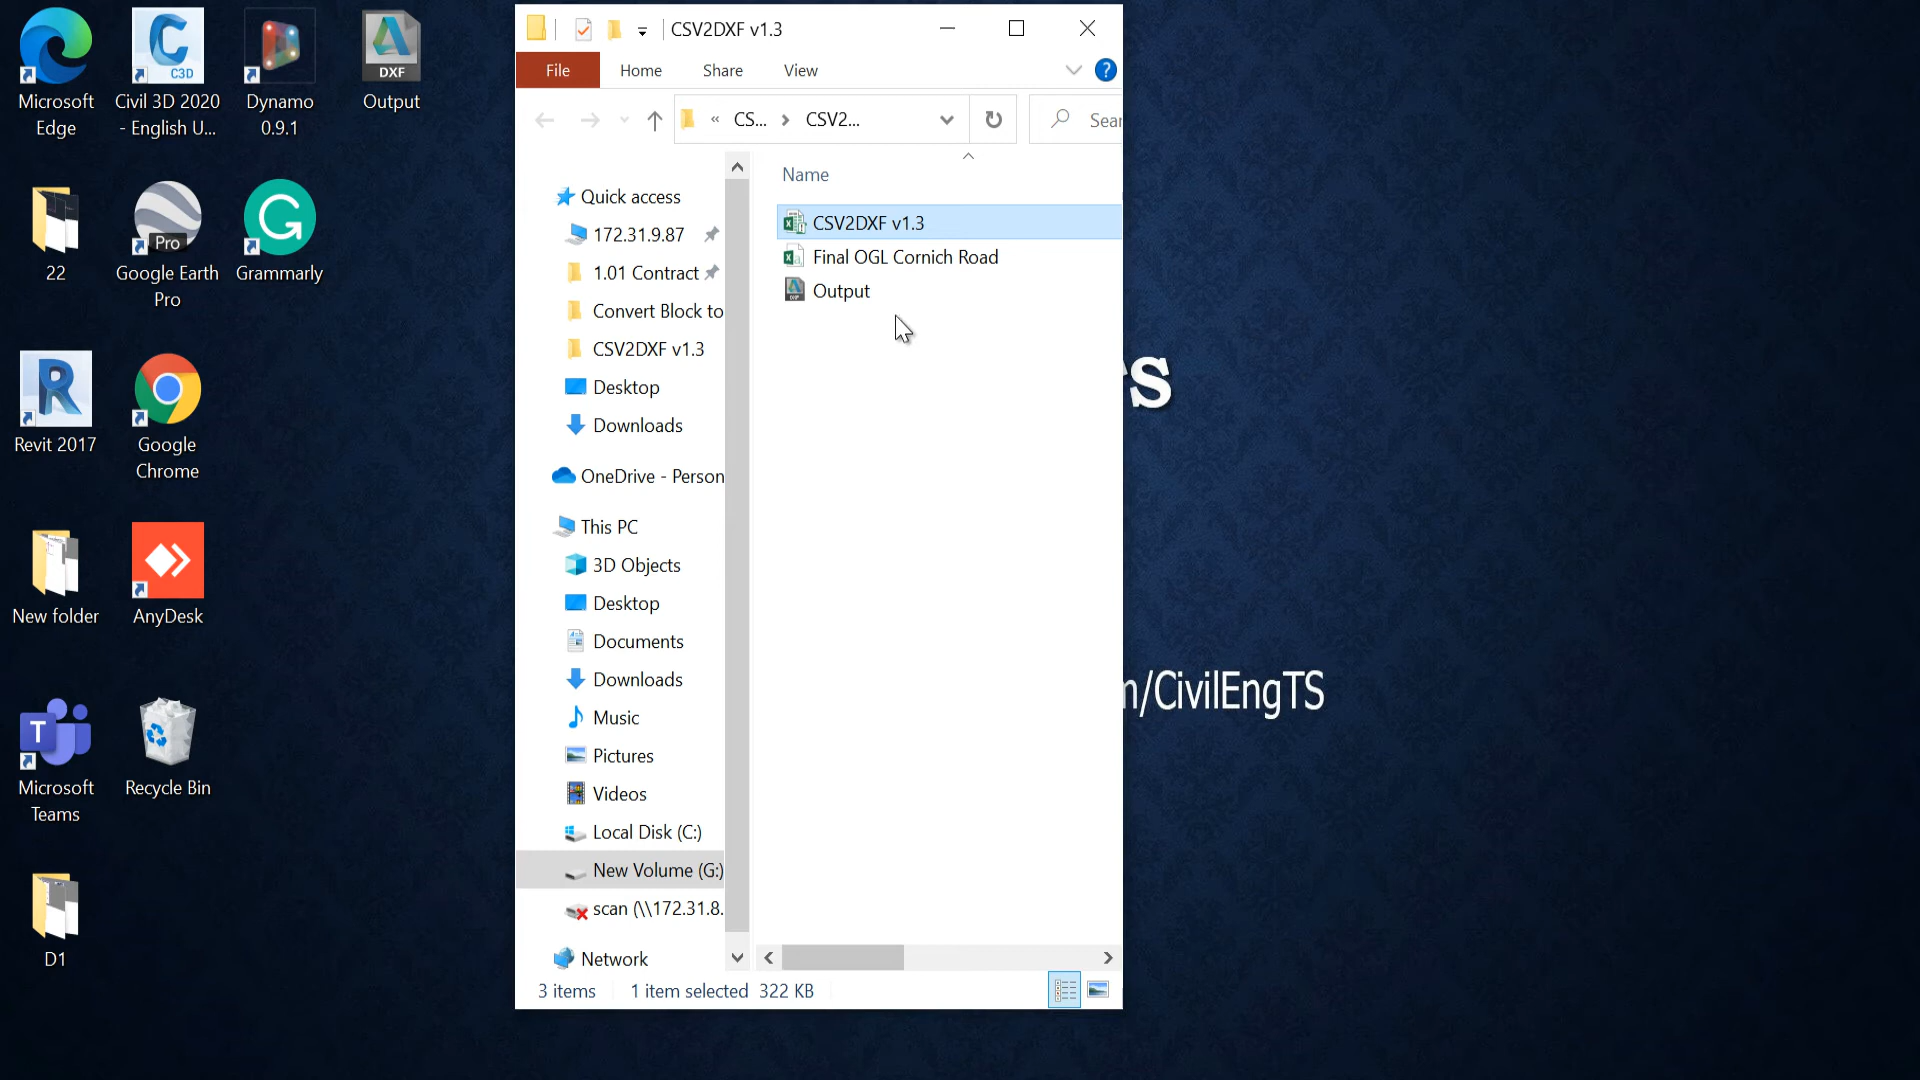 Microsoft
Edge
C3D
Civil 3D 2020
- English U...
Dynamo
0.9.1
DXF
Output
22
Pro
Google Earth
Pro
Grammarly
Revit 2017
Google
Chrome
New folder
AnyDesk
Microsoft
Teams
Recycle Bin
D1
CSV2DXF v1.3
File
Home
Share
View
?
« CS... › CSV2...
Sear
Name
Quick access
172.31.9.87
1.01 Contract
Convert Block to
CSV2DXF v1.3
Desktop
Downloads
OneDrive - Person
This PC
3D Objects
Desktop
Documents
Downloads
Music
Pictures
Videos
Local Disk (C:)
New Volume (G:)
scan (\\172.31.8.
Network
CSV2DXF v1.3
Final OGL Cornich Road
Output
3 items
1 item selected 322 KB
s
m/CivilEngTS